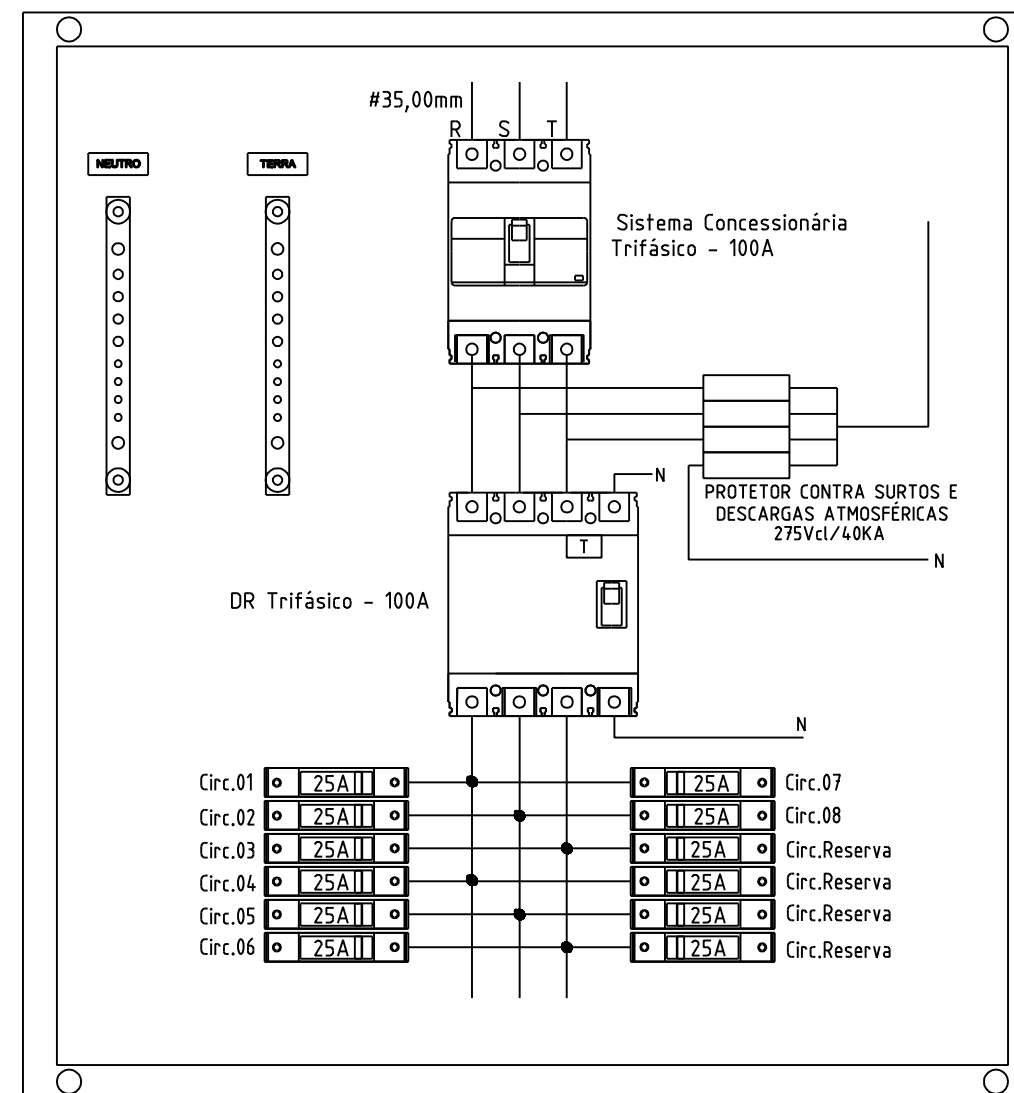 #35,00mm
R S T
NEUTRO
TERRA
Sistema Concessionária
Trifásico - 100A
N
PROTETOR CONTRA SURTOS E
DESCARGAS ATMOSFÉRICAS
275Vcl/40KA
T
N
DR Trifásico - 100A
N
Circ.01 25A 25A Circ.07
Circ.02 25A 25A Circ.08
Circ.03 25A 25A Circ.Reserva
Circ.04 25A 25A Circ.Reserva
Circ.05 25A 25A Circ.Reserva
Circ.06 25A 25A Circ.Reserva